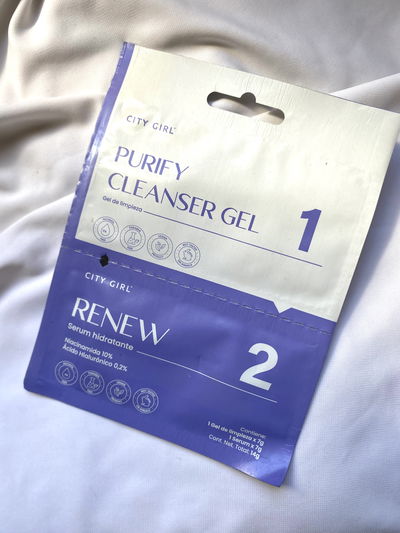 CITY GIRL
PURIFY
CLEANSER GEL
Gel de limpieza
1
CITY GIRL
RENEW
Serum hidratante
Niacinamida 10%
Ácido Hialurónico 0,2%
2
Contiene:
1 Gel de limpieza x 7g
1 Serum x 7g
Cont. Net. Total: 14g